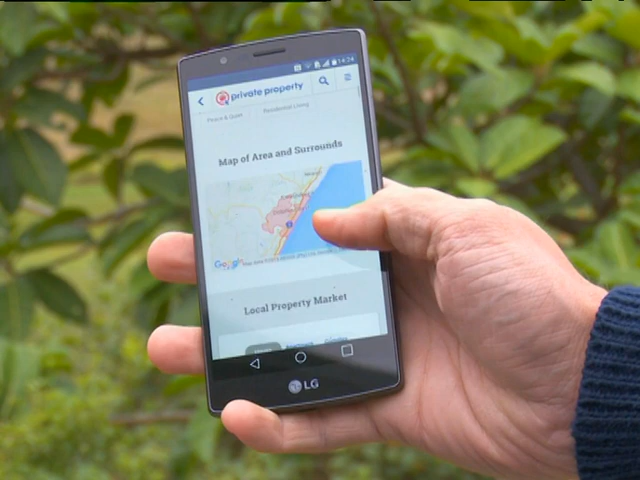 14:24
private property
Peace & Quiet Residential Living
Map of Area and Surrounds
Google
Local Property Market
LG